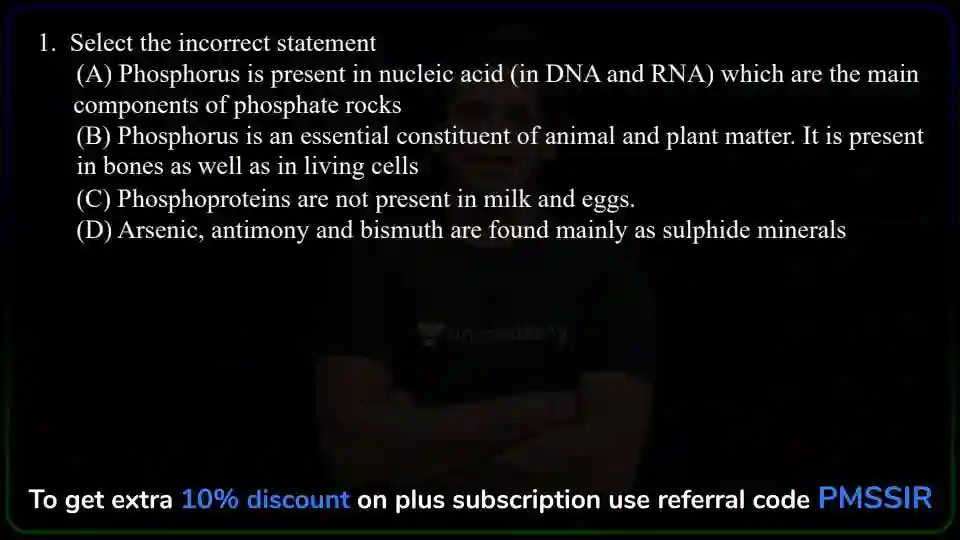 1. Select the incorrect statement
(A) Phosphorus is present in nucleic acid (in DNA and RNA) which are the main
components of phosphate rocks
(B) Phosphorus is an essential constituent of animal and plant matter. It is present
in bones as well as in living cells
(C) Phosphoproteins are not present in milk and eggs.
(D) Arsenic, antimony and bismuth are found mainly as sulphide minerals
To get extra 10% discount on plus subscription use referral code PMSSIR